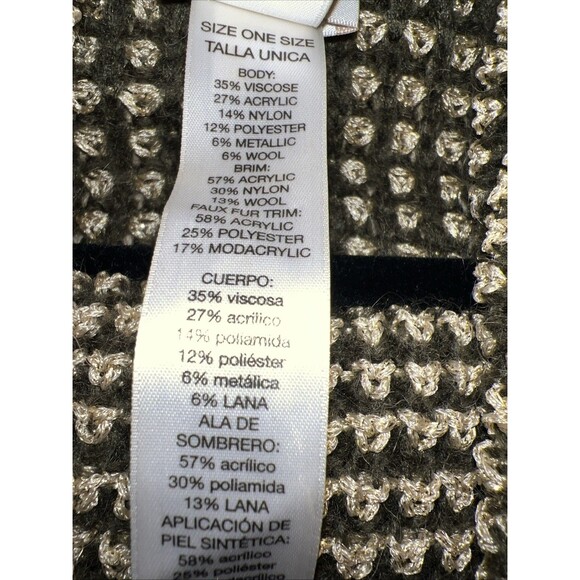 SIZE ONE SIZE
TALLA UNICA
BODY:
35% VISCOSE
27% ACRYLIC
14% NYLON
12% POLYESTER
6% METALLIC
6% WOOL
BRIM:
57% ACRYLIC
30% NYLON
13% WOOL
FAUX FUR TRIM:
58% ACRYLIC
25% POLYESTER
17% MODACRYLIC
CUERPO:
35% viscosa
27% acrílico
14% poliamida
12% poliéster
6% metálica
6% LANA
ALA DE
SOMBRERO:
57% acrílico
30% poliamida
13% LANA
APLICACIÓN DE
PIEL SINTÉTICA:
58% acrílico
25% poliéster